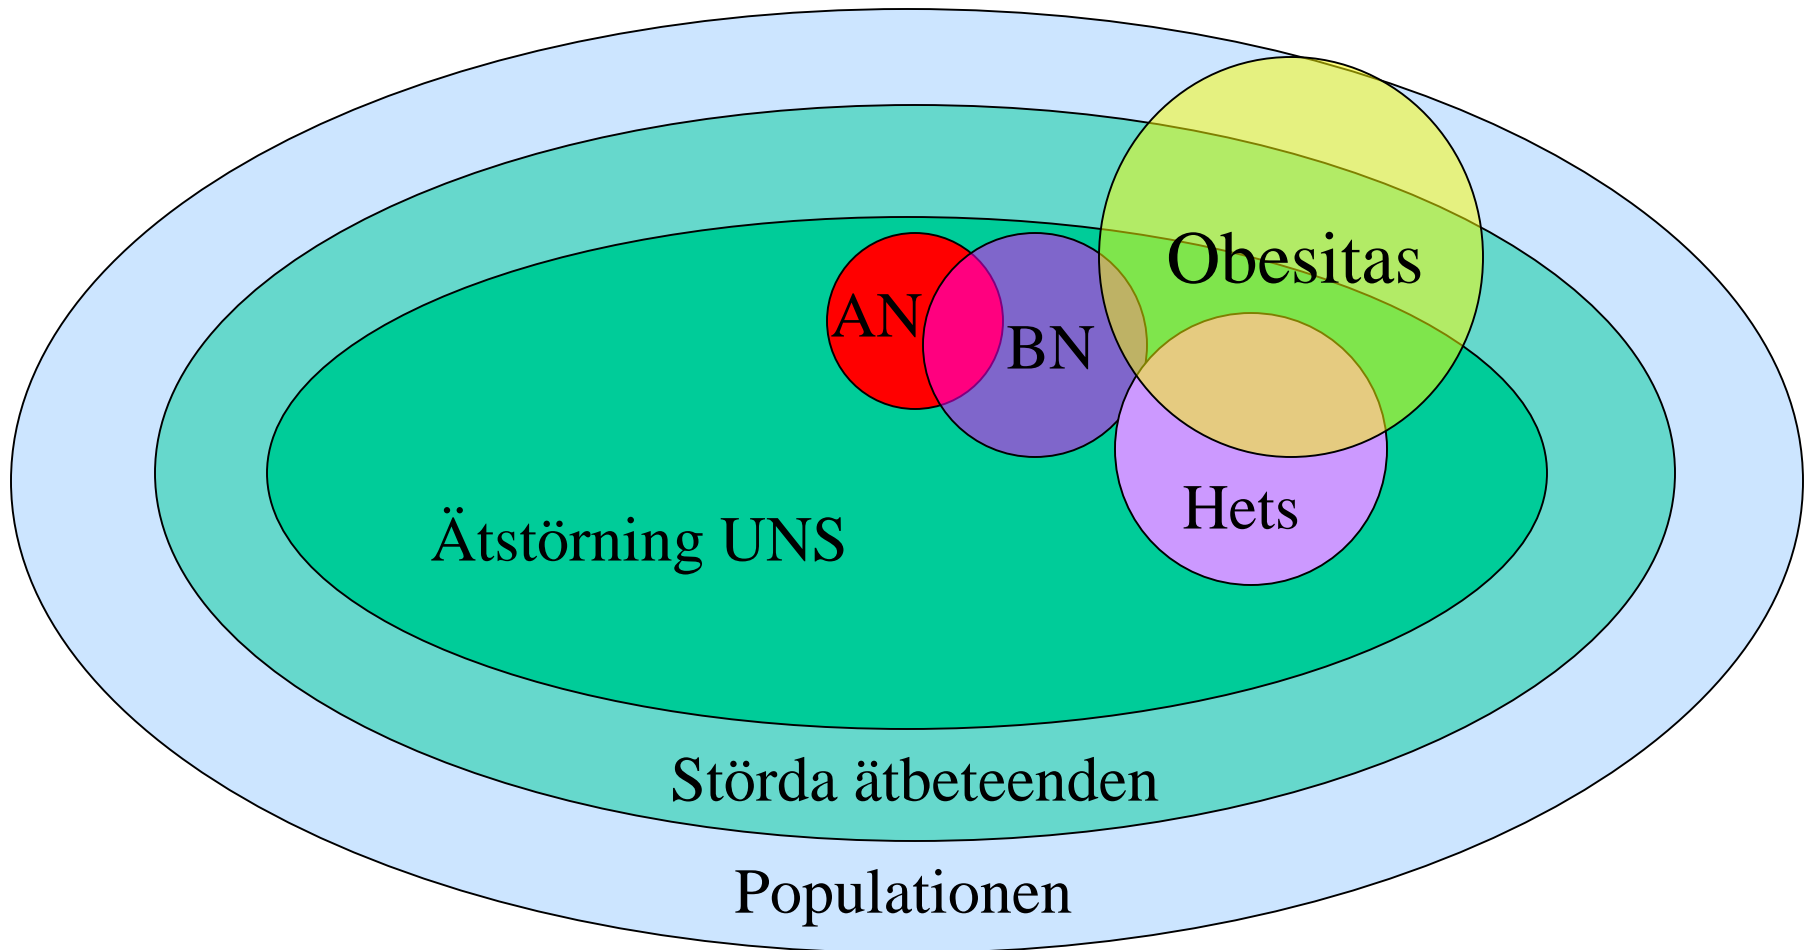 Obesitas
AN
BN
Hets
Ätstörning UNS
Störda ätbeteenden
Populationen